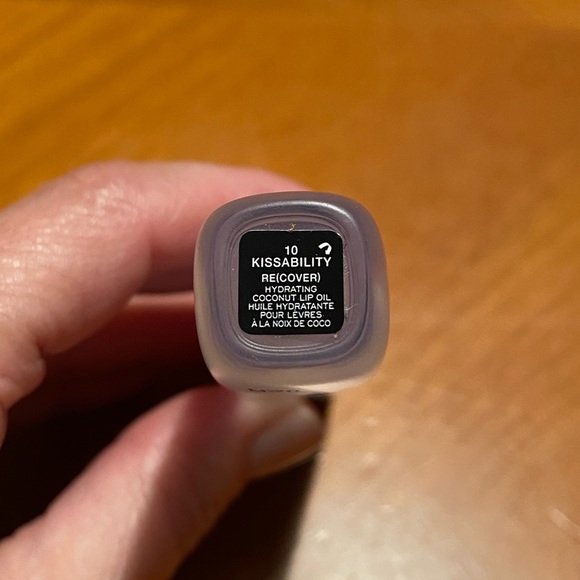 10
KISSABILITY
RE(COVER)
HYDRATING
COCONUT LIP OIL
HUILE HYDRATANTE
POUR LÈVRES
À LA NOIX DE COCO